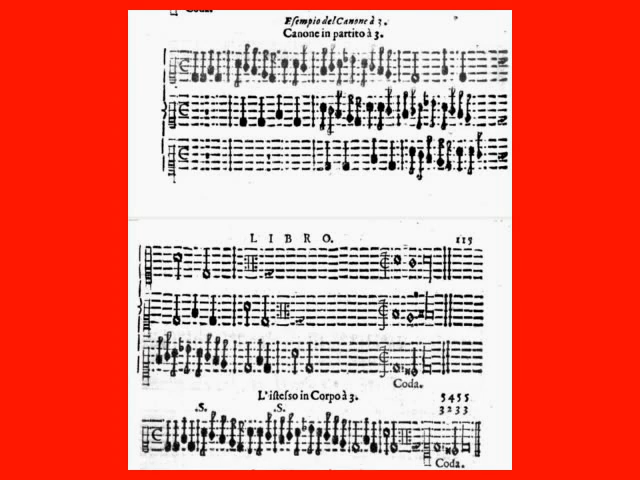 Coda.
Esempio del Canone à 3.
Canone in partito à 3.
LIBRO. 115
Coda.
L'istesso in Corpo à 3.
5455
3233
.S. .S.
Coda.